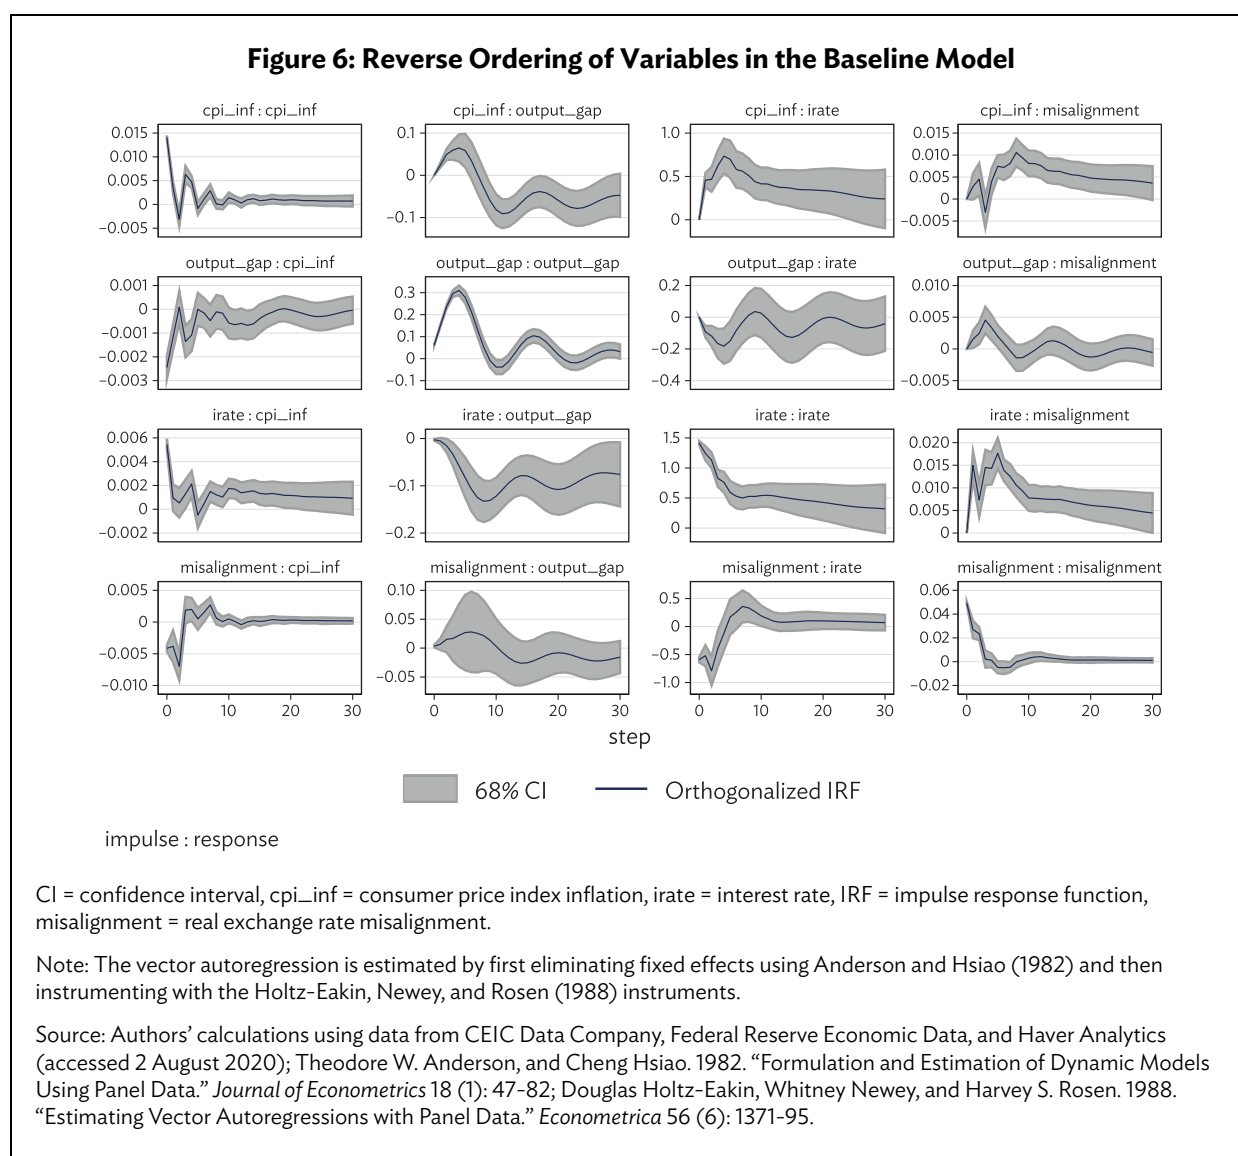 Figure 6: Reverse Ordering of Variables in the Baseline Model
cpi_inf : cpi_inf
cpi_inf : output_gap
cpi_inf : irate
cpi_inf : misalignment
0.015
0.010
0.005
0
−0.005
0.1
0
−0.1
1.0
0.5
0
0.015
0.010
0.005
0.000
−0.005
output_gap : cpi_inf
output_gap : output_gap
output_gap : irate
output_gap : misalignment
0.001
0
−0.001
−0.002
−0.003
0.3
0.2
0.1
0
−0.1
0.2
0
−0.2
−0.4
0.010
0.005
0
−0.005
irate : cpi_inf
irate : output_gap
irate : irate
irate : misalignment
0.006
0.004
0.002
0
−0.002
0
−0.1
−0.2
1.5
1.0
0.5
0
0.020
0.015
0.010
0.005
0
misalignment : cpi_inf
misalignment : output_gap
misalignment : irate
misalignment : misalignment
0.005
0
−0.005
−0.010
0.10
0.05
0
−0.05
0.5
0
−0.5
−1.0
0.06
0.04
0.02
0
−0.02
0 10 20 30
0 10 20 30
0 10 20 30
0 10 20 30
step
68% CI
Orthogonalized IRF
impulse : response
CI = confidence interval, cpi_inf = consumer price index inflation, irate = interest rate, IRF = impulse response function,
misalignment = real exchange rate misalignment.
Note: The vector autoregression is estimated by first eliminating fixed effects using Anderson and Hsiao (1982) and then
instrumenting with the Holtz-Eakin, Newey, and Rosen (1988) instruments.
Source: Authors’ calculations using data from CEIC Data Company, Federal Reserve Economic Data, and Haver Analytics
(accessed 2 August 2020); Theodore W. Anderson, and Cheng Hsiao. 1982. “Formulation and Estimation of Dynamic Models
Using Panel Data.” Journal of Econometrics 18 (1): 47–82; Douglas Holtz-Eakin, Whitney Newey, and Harvey S. Rosen. 1988.
“Estimating Vector Autoregressions with Panel Data.” Econometrica 56 (6): 1371–95.